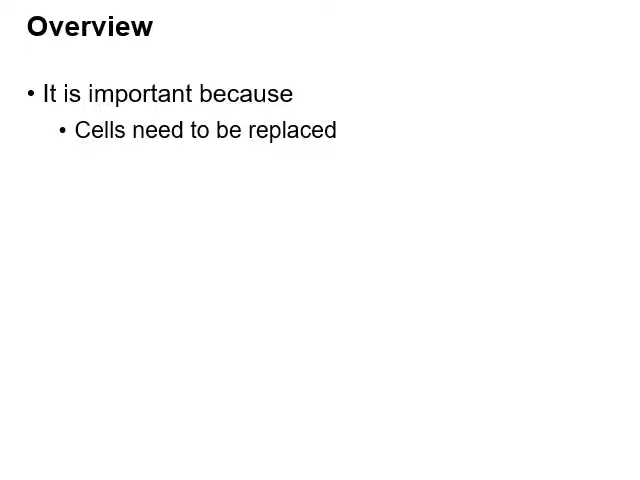 Overview
• It is important because
• Cells need to be replaced